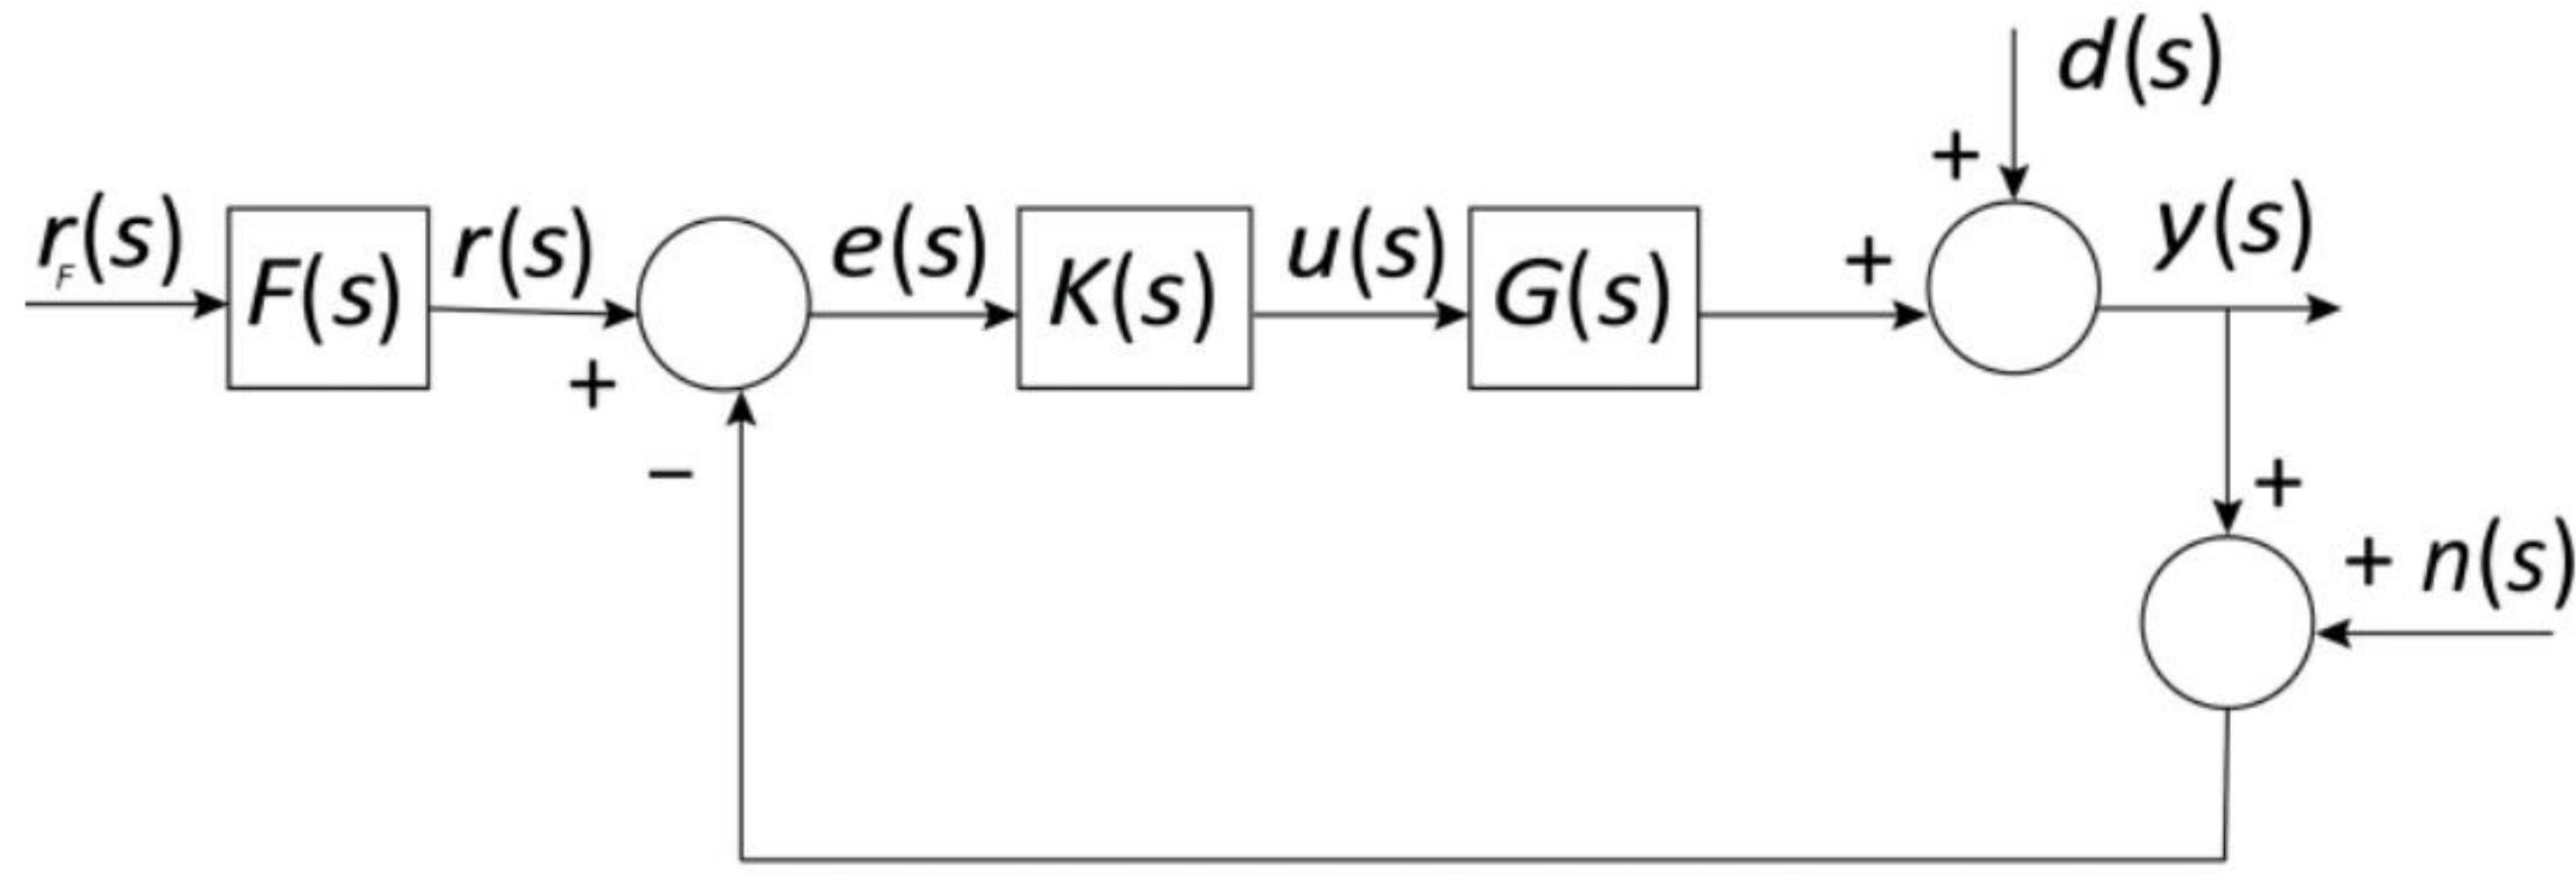 d(s)
+
r_F(s) F(s) r(s) e(s) K(s) u(s) G(s) + y(s)
+
−
+
+ n(s)